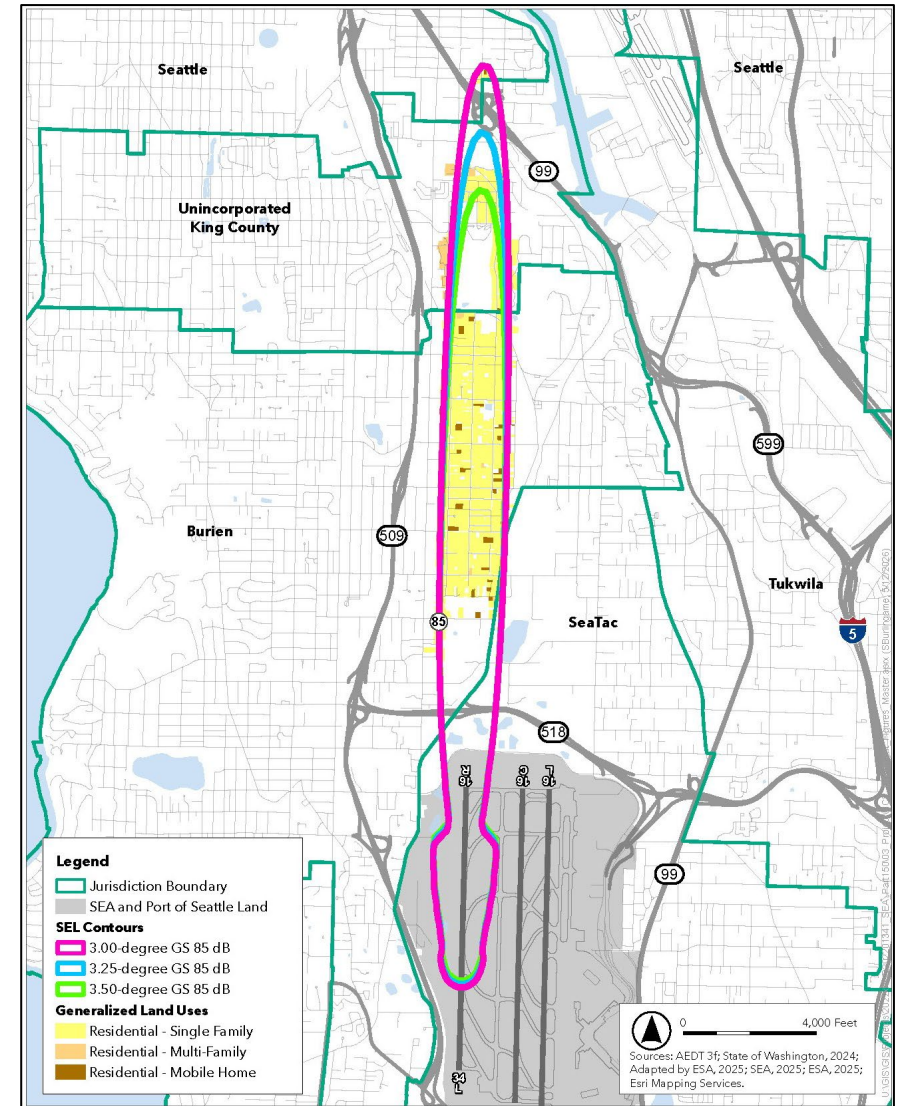 Seattle
Seattle
99
Unincorporated
King County
599
Burien
509
Tukwila
SeaTac
85
5
518
16
R
16
C
16
L
99
34
L
Legend
Jurisdiction Boundary
SEA and Port of Seattle Land
SEL Contours
3.00-degree GS 85 dB
3.25-degree GS 85 dB
3.50-degree GS 85 dB
Generalized Land Uses
Residential - Single Family
Residential - Multi-Family
Residential - Mobile Home
0 4,000 Feet
Sources: AEDT 3f; State of Washington, 2024;
Adapted by ESA, 2025; SEA, 2025; ESA, 2025;
Esri Mapping Services.